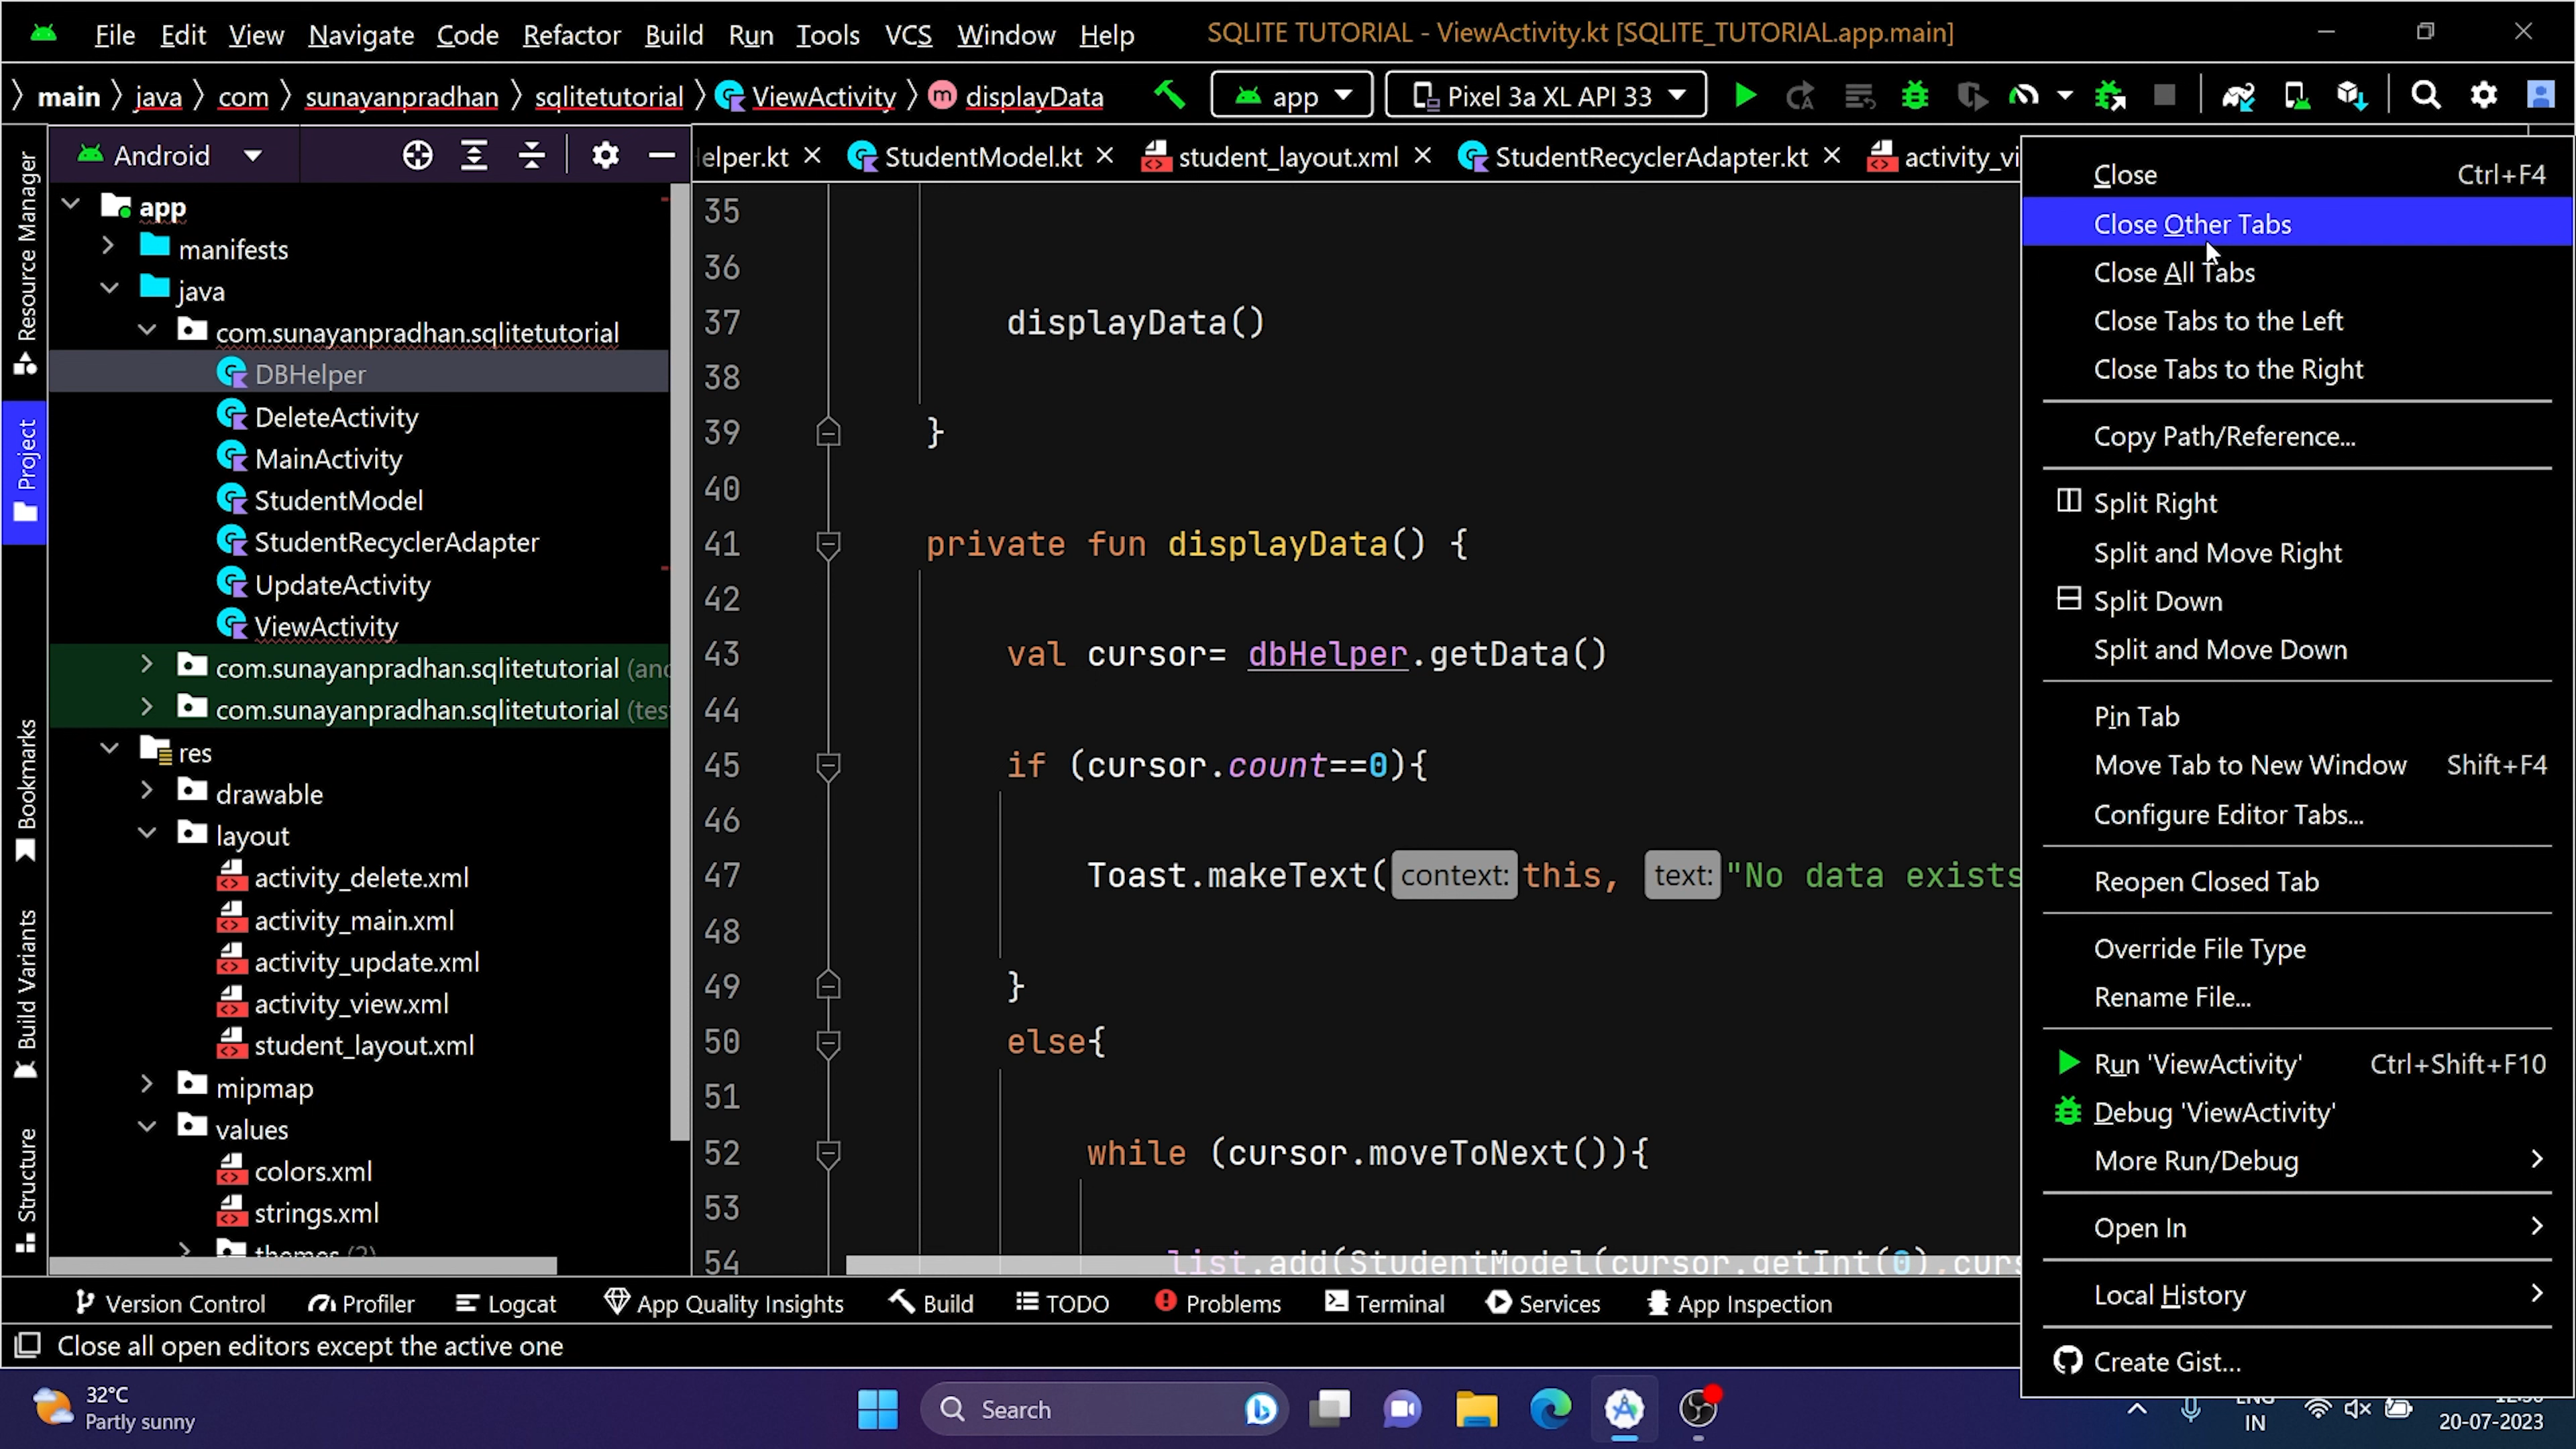 File Edit View Navigate Code Refactor Build Run Tools VCS Window Help SQLITE TUTORIAL - ViewActivity.kt [SQLITE_TUTORIAL.app.main]
main java com sunayanpradhan sqlitetutorial ViewActivity m displayData app Pixel 3a XL API 33
Android
elper.kt StudentModel.kt student_layout.xml StudentRecyclerAdapter.kt activity_vi
Resource Manager
Project
Bookmarks
Build Variants
Structure
app
manifests
java
com.sunayanpradhan.sqlitetutorial
DBHelper
DeleteActivity
MainActivity
StudentModel
StudentRecyclerAdapter
UpdateActivity
ViewActivity
com.sunayanpradhan.sqlitetutorial (and
com.sunayanpradhan.sqlitetutorial (tes
res
drawable
layout
activity_delete.xml
activity_main.xml
activity_update.xml
activity_view.xml
student_layout.xml
mipmap
values
colors.xml
strings.xml
themes (2)
35
36
37 displayData()
38
39 }
40
41 private fun displayData() {
42
43 val cursor= dbHelper.getData()
44
45 if (cursor.count==0){
46
47 Toast.makeText( context: this, text: "No data exists
48
49 }
50 else{
51
52 while (cursor.moveToNext()){
53
54 list.add(StudentModel(cursor.getInt(0),curs
Close Ctrl+F4
Close Other Tabs
Close All Tabs
Close Tabs to the Left
Close Tabs to the Right
Copy Path/Reference...
Split Right
Split and Move Right
Split Down
Split and Move Down
Pin Tab
Move Tab to New Window Shift+F4
Configure Editor Tabs...
Reopen Closed Tab
Override File Type
Rename File...
Run 'ViewActivity' Ctrl+Shift+F10
Debug 'ViewActivity'
More Run/Debug
Open In
Local History
Create Gist...
Version Control Profiler Logcat App Quality Insights Build TODO Problems Terminal Services App Inspection
Close all open editors except the active one
32°C
Partly sunny
Search
ENG
IN
20-07-2023